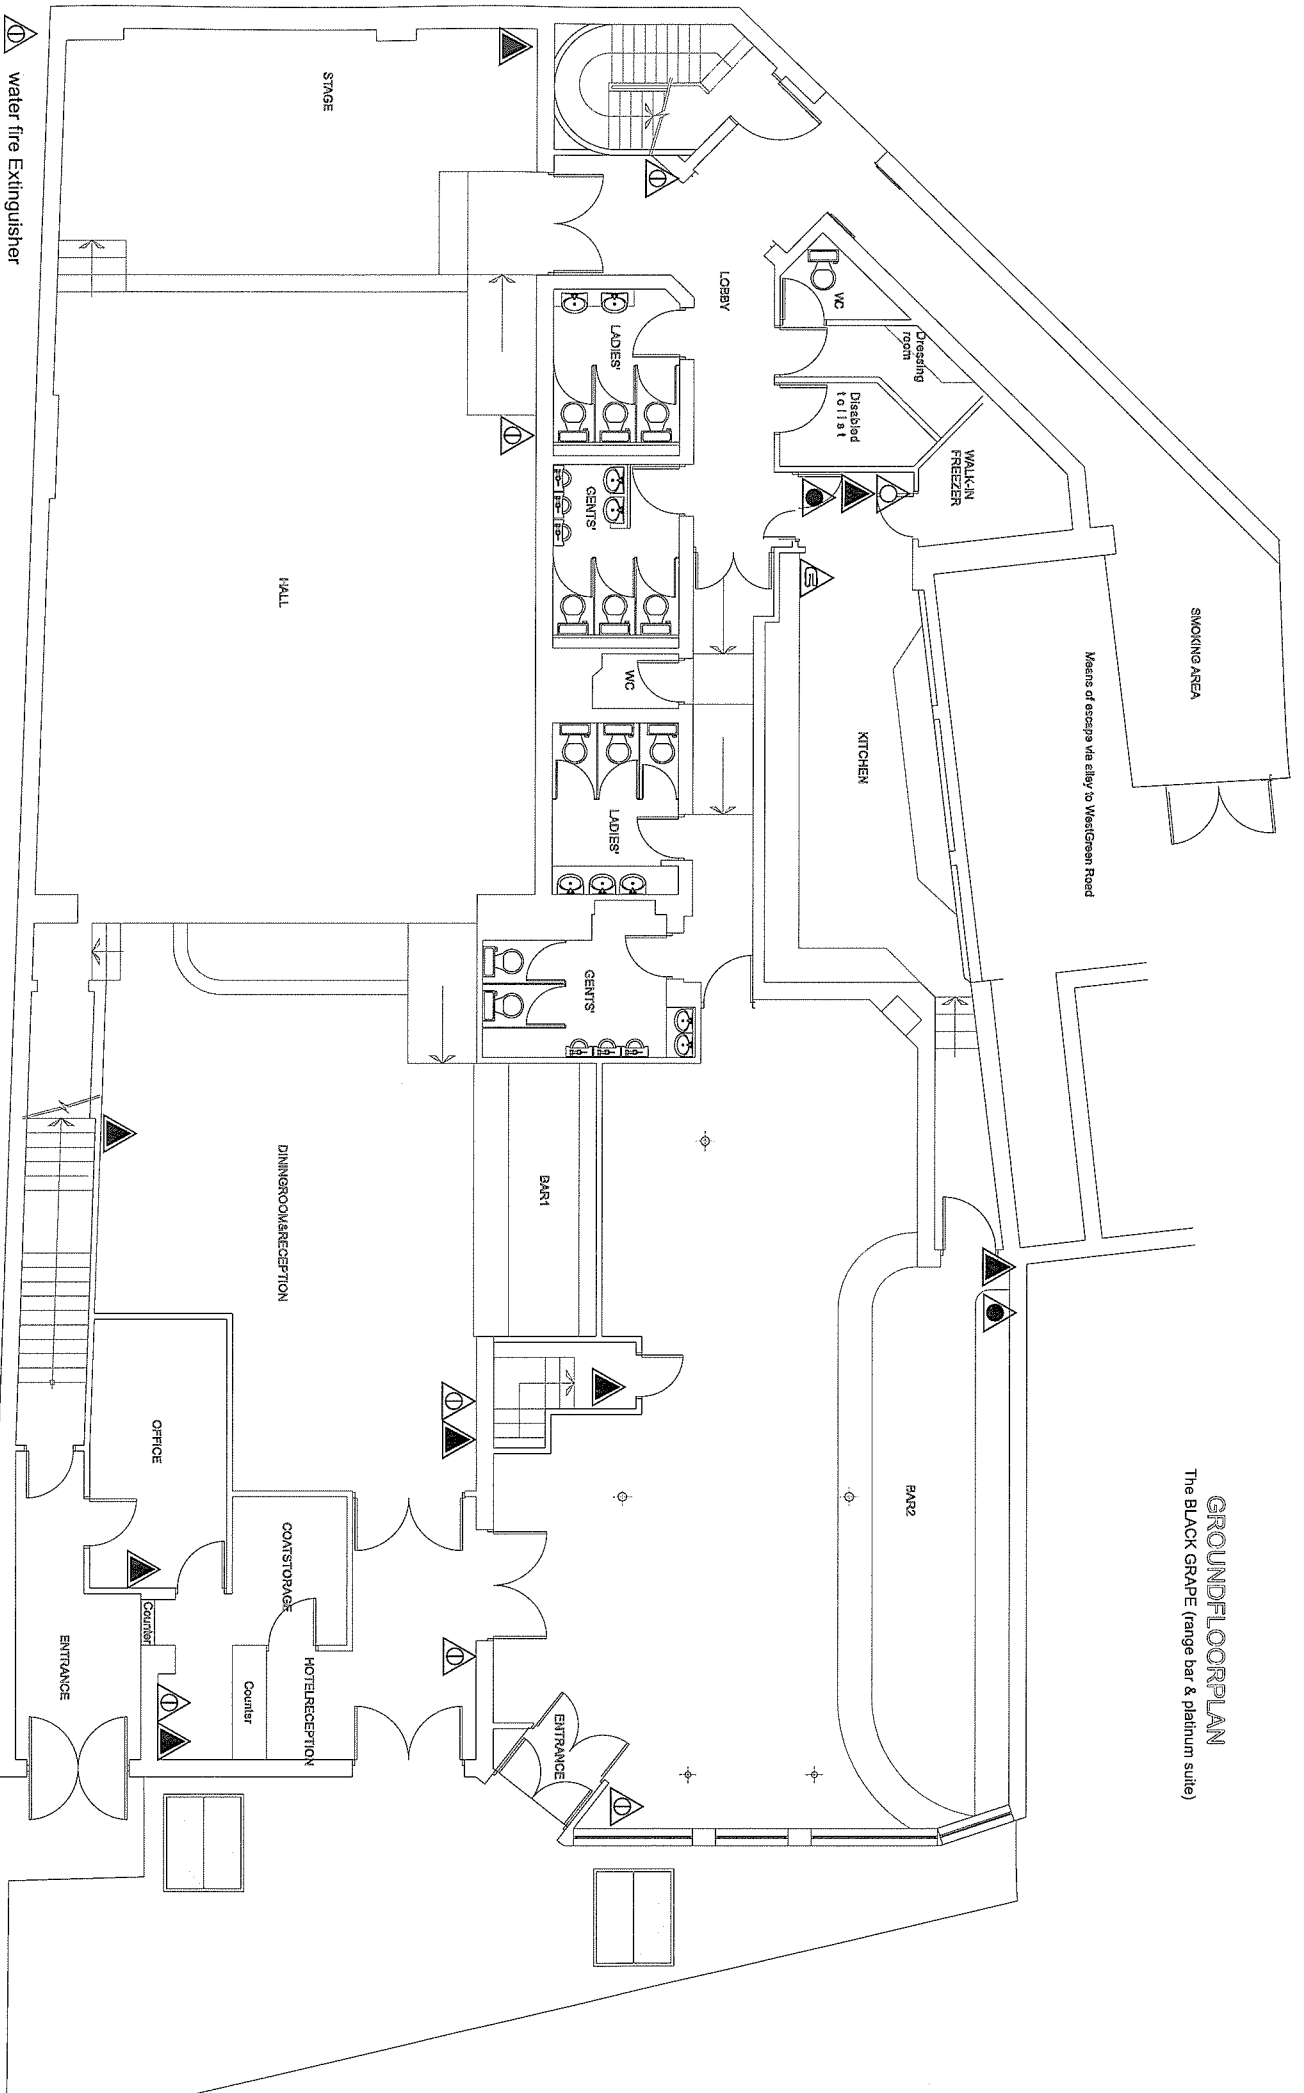 GROUNDFLOORPLAN
The BLACK GRAPE (range bar & platinum suite)
SMOKING AREA
Means of escape via alley to WestGreen Road
WALK-IN
FREEZER
Dressing
room
Disabled
toilst
WC
KITCHEN
BAR2
LOBBY
LADIES'
GENTS'
WC
LADIES'
GENTS'
BAR1
ENTRANCE
STAGE
HALL
DININGROOM&RECEPTION
COATSTORAGE
HOTELRECEPTION
Counter
OFFICE
Counter
ENTRANCE
water fire Extinguisher